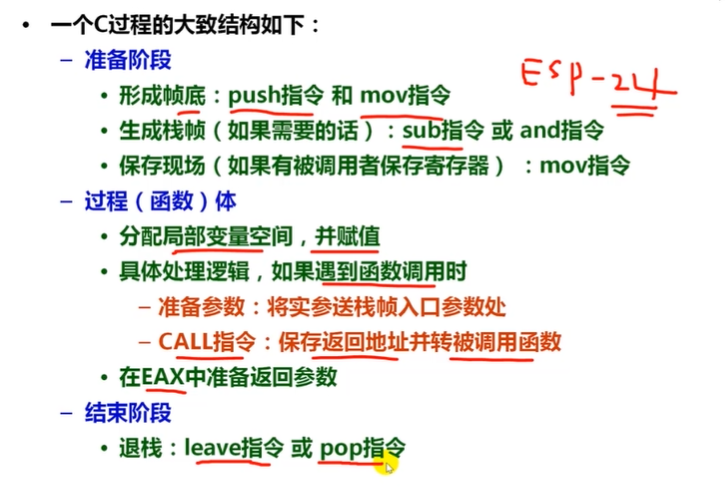 • 一个C过程的大致结构如下：
– 准备阶段
• 形成帧底：push指令 和 mov指令
ESP-24
• 生成栈帧（如果需要的话）：sub指令 或 and指令
• 保存现场（如果有被调用者保存寄存器）：mov指令
– 过程（函数）体
• 分配局部变量空间，并赋值
• 具体处理逻辑，如果遇到函数调用时
– 准备参数：将实参送栈帧入口参数处
– CALL指令：保存返回地址并转被调用函数
• 在EAX中准备返回参数
– 结束阶段
• 退栈：leave指令 或 pop指令